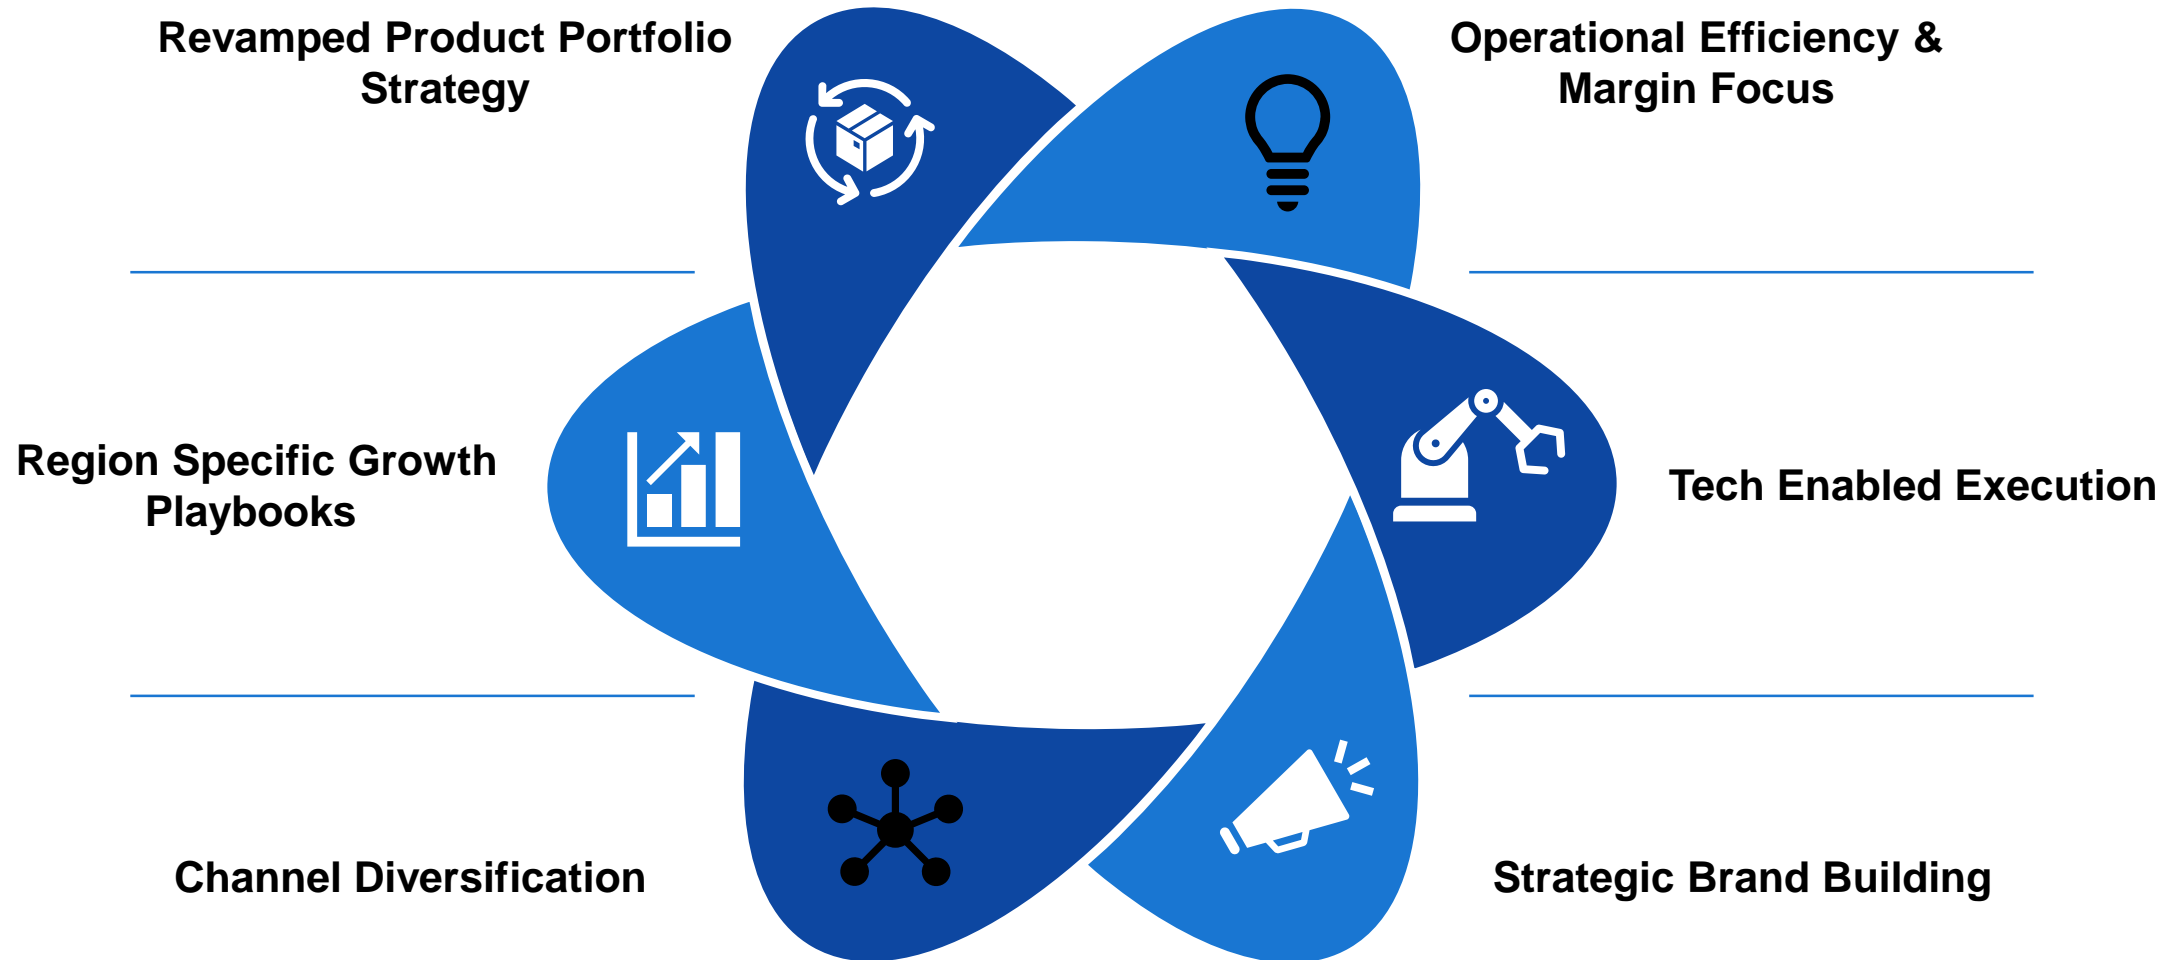 Revamped Product Portfolio
Strategy
Operational Efficiency &
Margin Focus
Region Specific Growth
Playbooks
Tech Enabled Execution
Channel Diversification
Strategic Brand Building